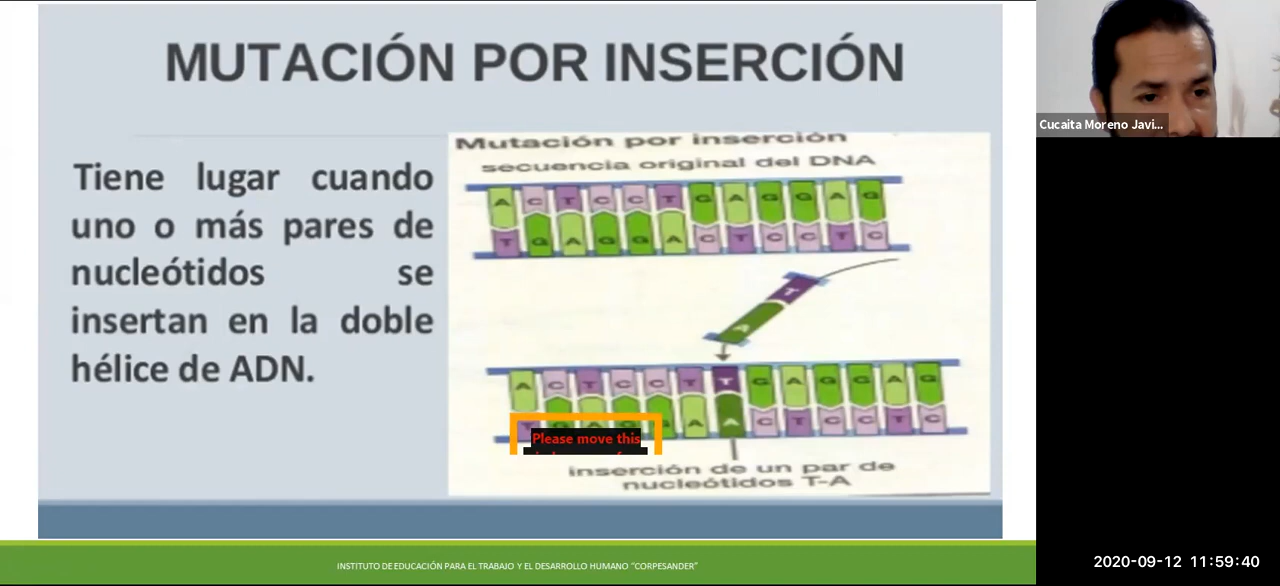 MUTACIÓN POR INSERCIÓN
Tiene lugar cuando
uno o más pares de
nucleótidos se
insertan en la doble
hélice de ADN.
Mutación por inserción
secuencia original del DNA
A C T C C T G A G G A G
T G A G G A C T C C T C
T
A
A C T C C T T G A G G A G
T G A G G A A C T C C T C
Please move this
inserción de un par de
nucleótidos T-A
Cucaita Moreno Javi...
INSTITUTO DE EDUCACIÓN PARA EL TRABAJO Y EL DESARROLLO HUMANO “CORPESANDER”
2020-09-12 11:59:40